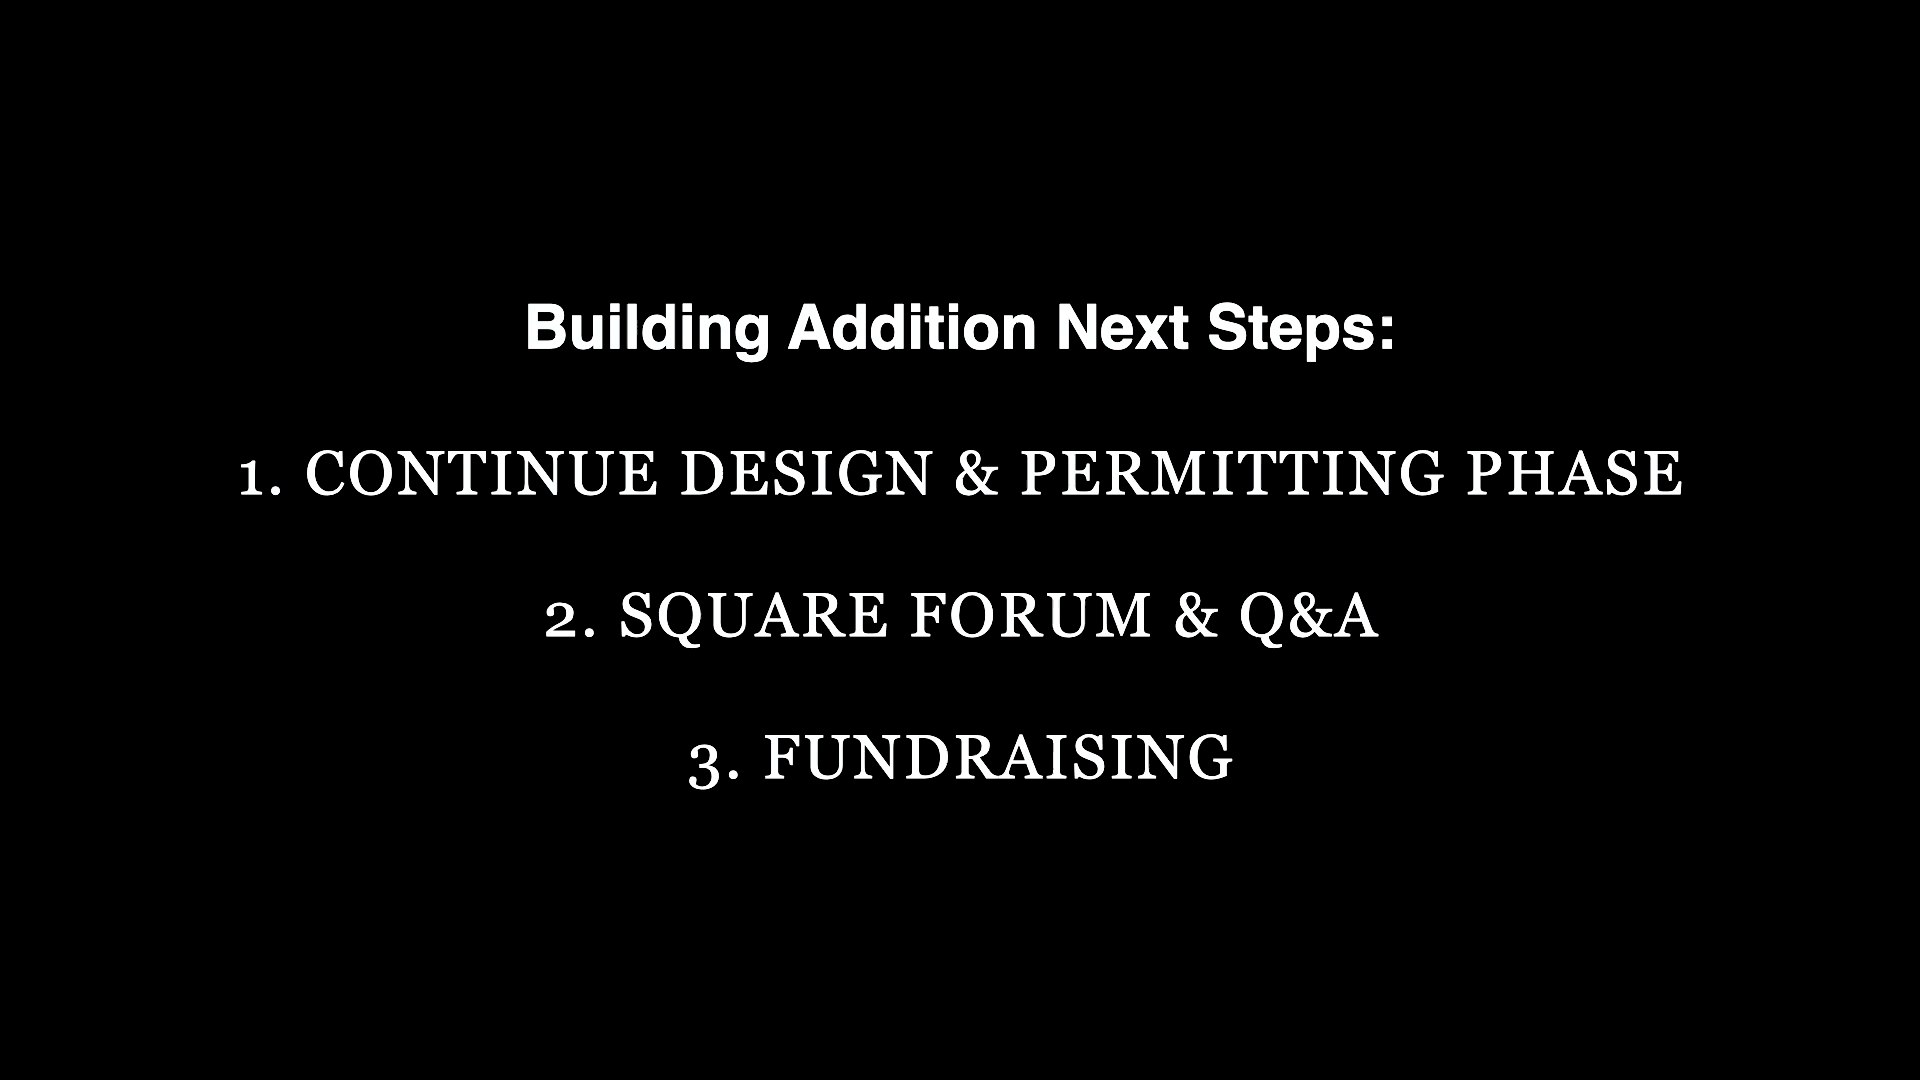 Building Addition Next Steps:
1. CONTINUE DESIGN & PERMITTING PHASE
2. SQUARE FORUM & Q&A
3. FUNDRAISING